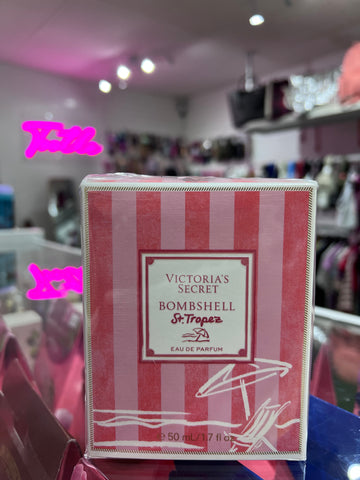 VICTORIA'S
SECRET
BOMBSHELL
St. Tropez
EAU DE PARFUM
℮ 50 mL/1.7 fl oz